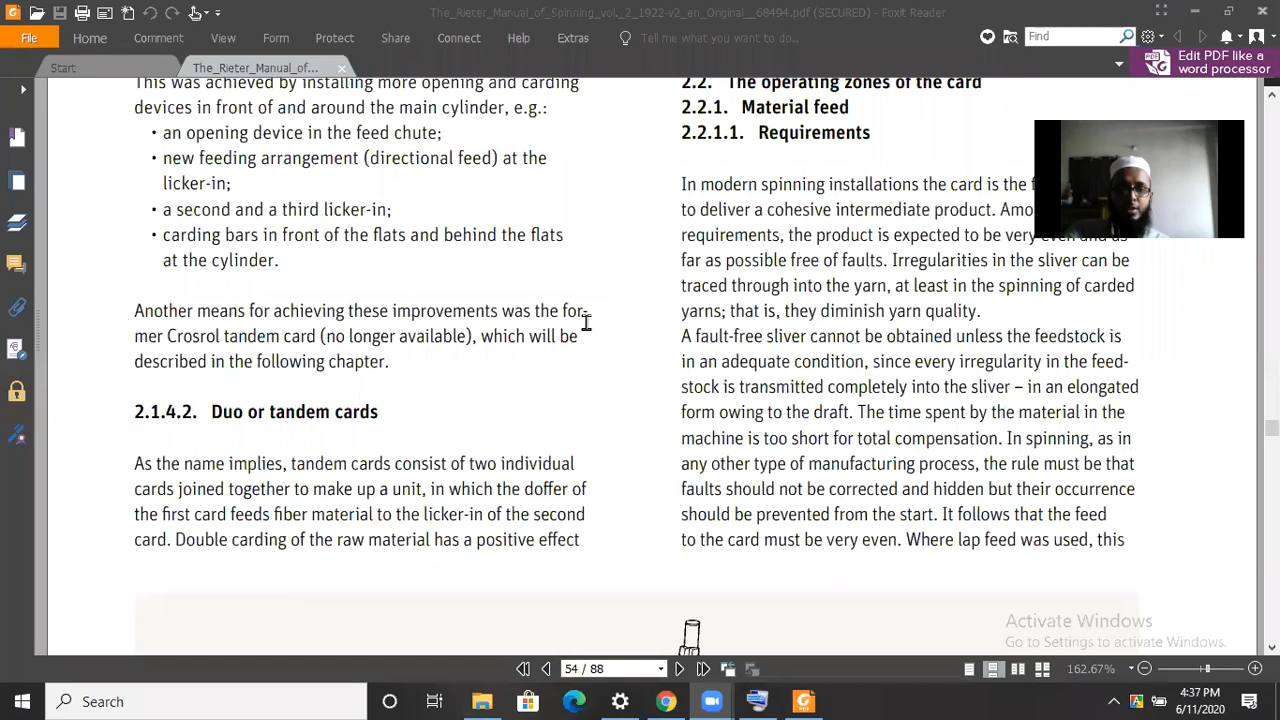 The_Rieter_Manual_of_Spinning_vol._2_1922-v2_en_Original__68494.pdf (SECURED) - Foxit Reader
File
Home
Comment
View
Form
Protect
Share
Connect
Help
Extras
Tell me what you want to do...
Find
Start
The_Rieter_Manual_of...
Edit PDF like a
word processor
This was achieved by installing more opening and carding
devices in front of and around the main cylinder, e.g.:
• an opening device in the feed chute;
• new feeding arrangement (directional feed) at the
licker-in;
• a second and a third licker-in;
• carding bars in front of the flats and behind the flats
at the cylinder.
Another means for achieving these improvements was the for-
mer Crosrol tandem card (no longer available), which will be
described in the following chapter.
2.1.4.2. Duo or tandem cards
As the name implies, tandem cards consist of two individual
cards joined together to make up a unit, in which the doffer of
the first card feeds fiber material to the licker-in of the second
card. Double carding of the raw material has a positive effect
2.2. The operating zones of the card
2.2.1. Material feed
2.2.1.1. Requirements
In modern spinning installations the card is the
to deliver a cohesive intermediate product.
requirements, the product is expected to be very even and as
far as possible free of faults. Irregularities in the sliver can be
traced through into the yarn, at least in the spinning of carded
yarns; that is, they diminish yarn quality.
A fault-free sliver cannot be obtained unless the feedstock is
in an adequate condition, since every irregularity in the feed-
stock is transmitted completely into the sliver – in an elongated
form owing to the draft. The time spent by the material in the
machine is too short for total compensation. In spinning, as in
any other type of manufacturing process, the rule must be that
faults should not be corrected and hidden but their occurrence
should be prevented from the start. It follows that the feed
to the card must be very even. Where lap feed was used, this
Activate Windows
Go to Settings to activate Windows.
54 / 88
162.67%
Search
4:37 PM
6/11/2020